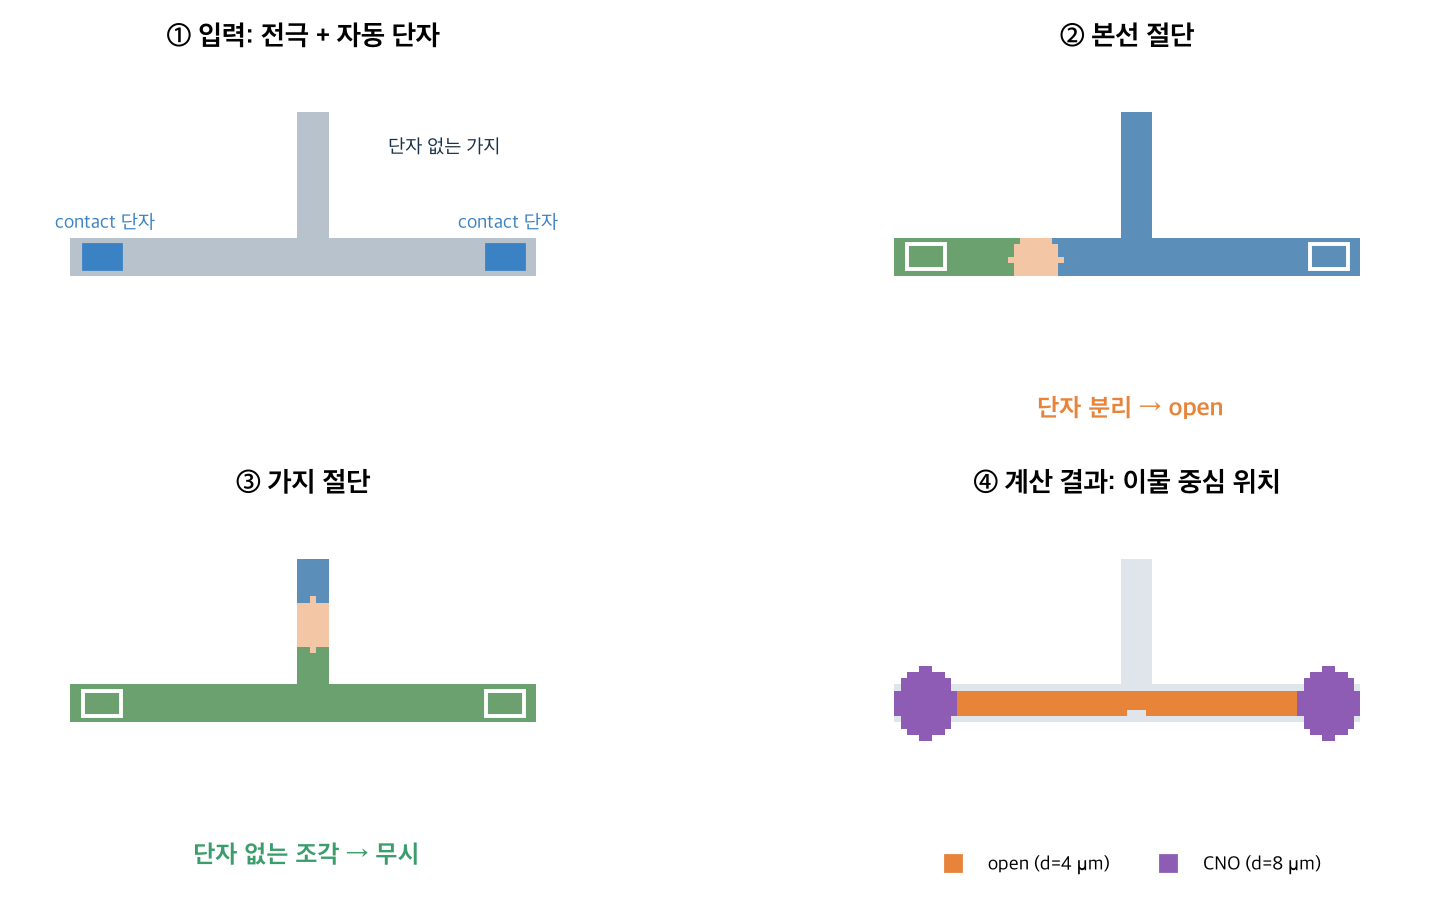 ① 입력: 전극 + 자동 단자
② 본선 절단
단자 없는 가지
contact 단자
contact 단자
단자 분리 → open
③ 가지 절단
④ 계산 결과: 이물 중심 위치
단자 없는 조각 → 무시
open (d=4 μm)
CNO (d=8 μm)